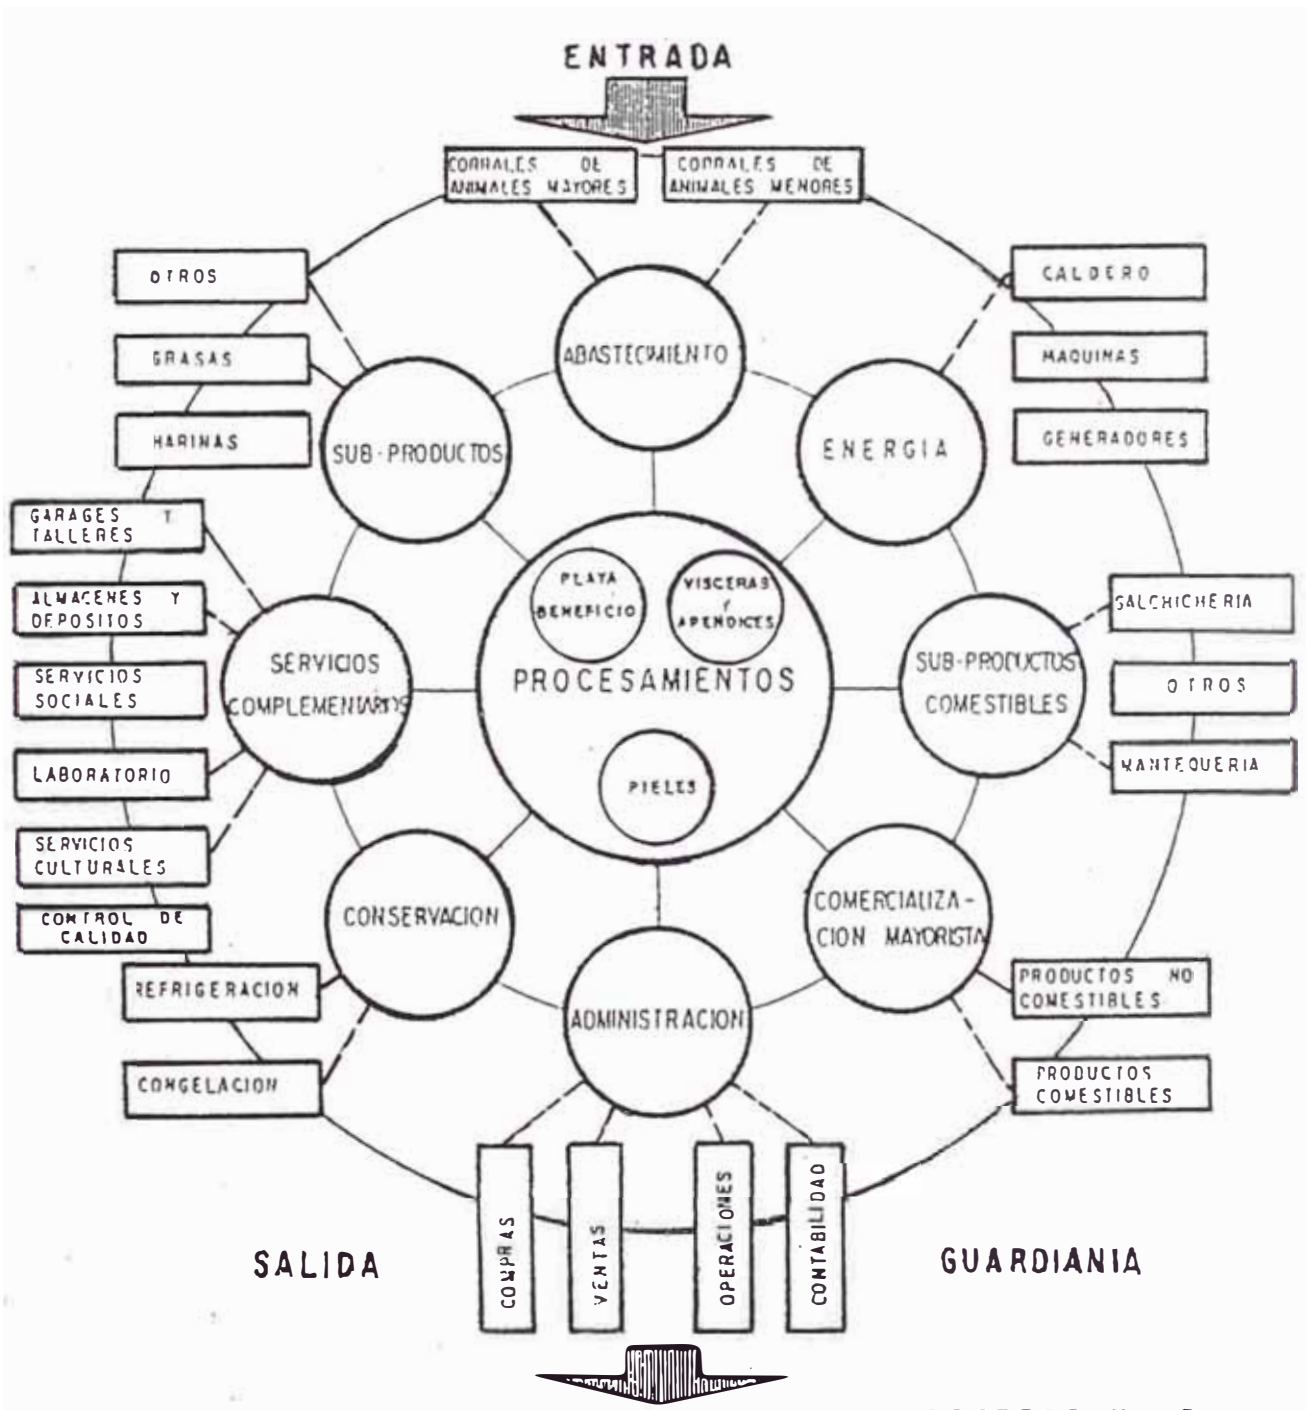 ENTRADA
CORRALES DE
ANIMALES MAYORES
CORRALES DE
ANIMALES MENORES
OTROS
GRASAS
HARINAS
CALDERO
MAQUINAS
GENERADORES
ABASTECIMIENTO
SUB-PRODUCTOS
ENERGIA
GARAGES Y
TALLERES
ALMACENES Y
DEPOSITOS
SERVICIOS
SOCIALES
LABORATORIO
SERVICIOS
CULTURALES
CONTROL DE
CALIDAD
SERVICIOS
COMPLEMENTARIOS
PLAYA
BENEFICIO
VISCERAS
Y
APENDICES
PROCESAMIENTOS
PIELES
SUB-PRODUCTOS
COMESTIBLES
SALCHICHERIA
OTROS
MANTEQUERIA
CONSERVACION
COMERCIALIZA-
CION MAYORISTA
REFRIGERACION
CONGELACION
ADMINISTRACION
PRODUCTOS NO
COMESTIBLES
PRODUCTOS
COMESTIBLES
COMPRAS
VENTAS
OPERACIONES
CONTABILIDAD
SALIDA
GUARDIANIA